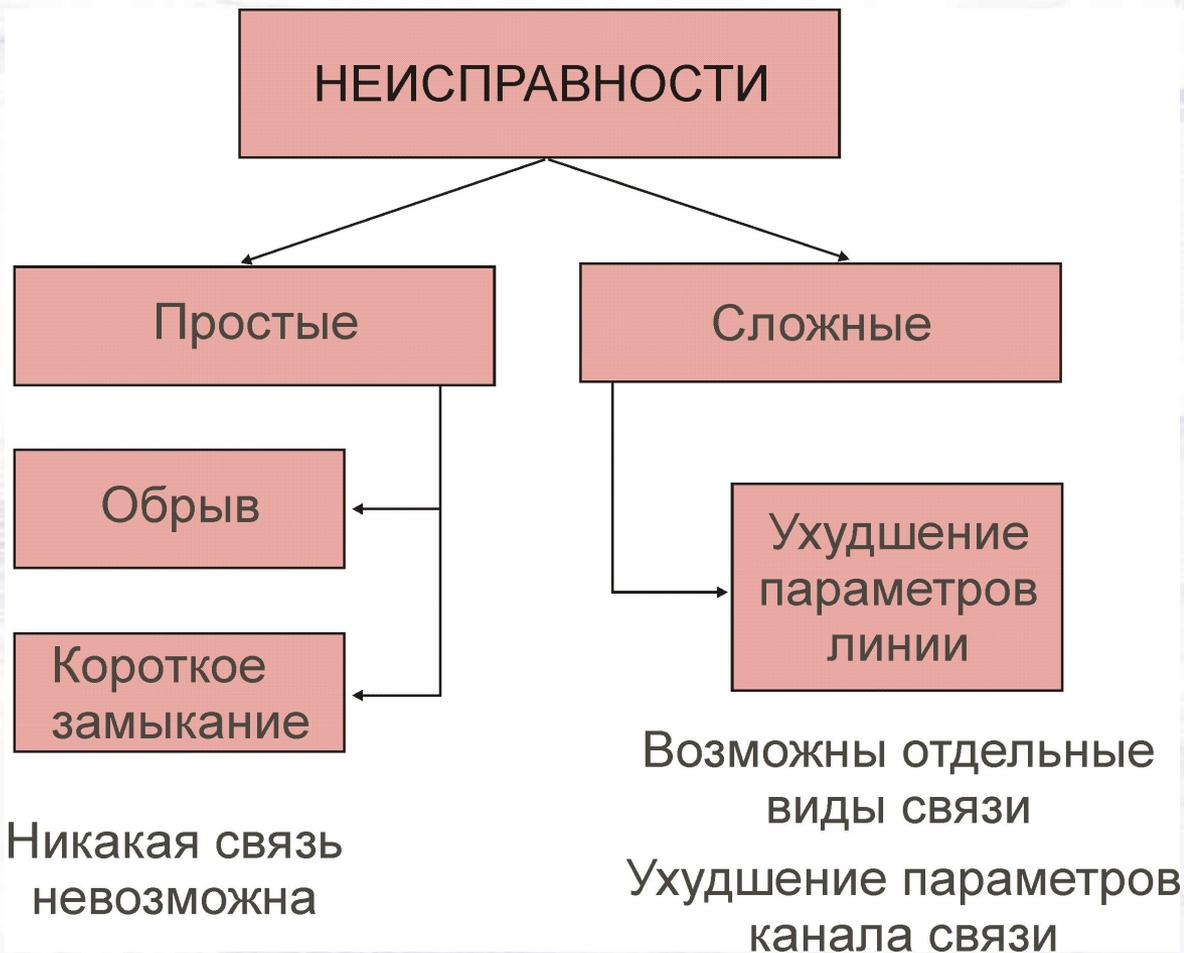 НЕИСПРАВНОСТИ
Простые
Сложные
Обрыв
Короткое
замыкание
Никакая связь
невозможна
Ухудшение
параметров
линии
Возможны отдельные
виды связи
Ухудшение параметров
канала связи